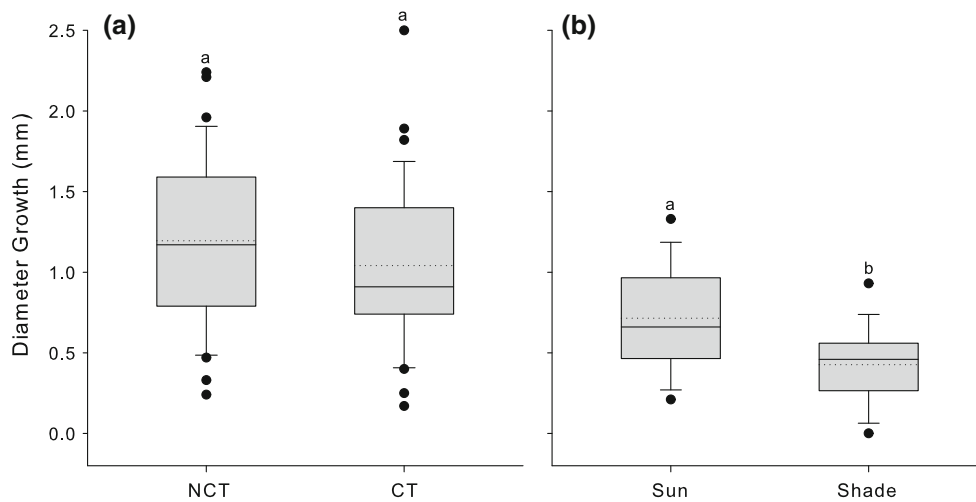 (a)
(b)
a
a
a
b
Diameter Growth (mm)
2.5
2.0
1.5
1.0
0.5
0.0
NCT
CT
Sun
Shade